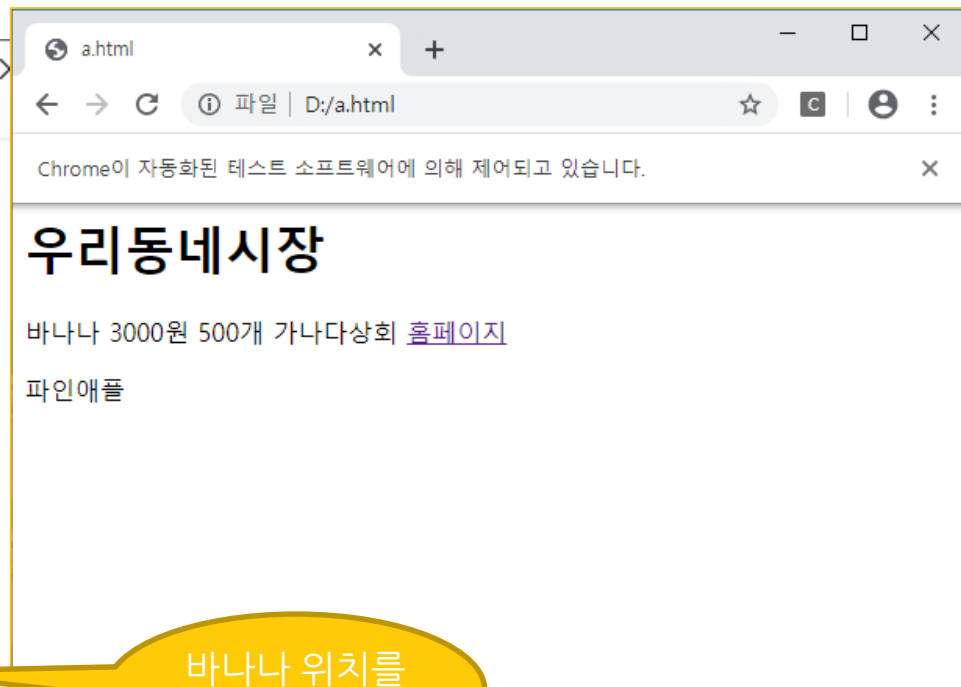 a.html
파일 | D:/a.html
C
Chrome이 자동화된 테스트 소프트웨어에 의해 제어되고 있습니다.
우리동네시장
바나나 3000원 500개 가나다상회 홈페이지
파인애플
바나나 위치를